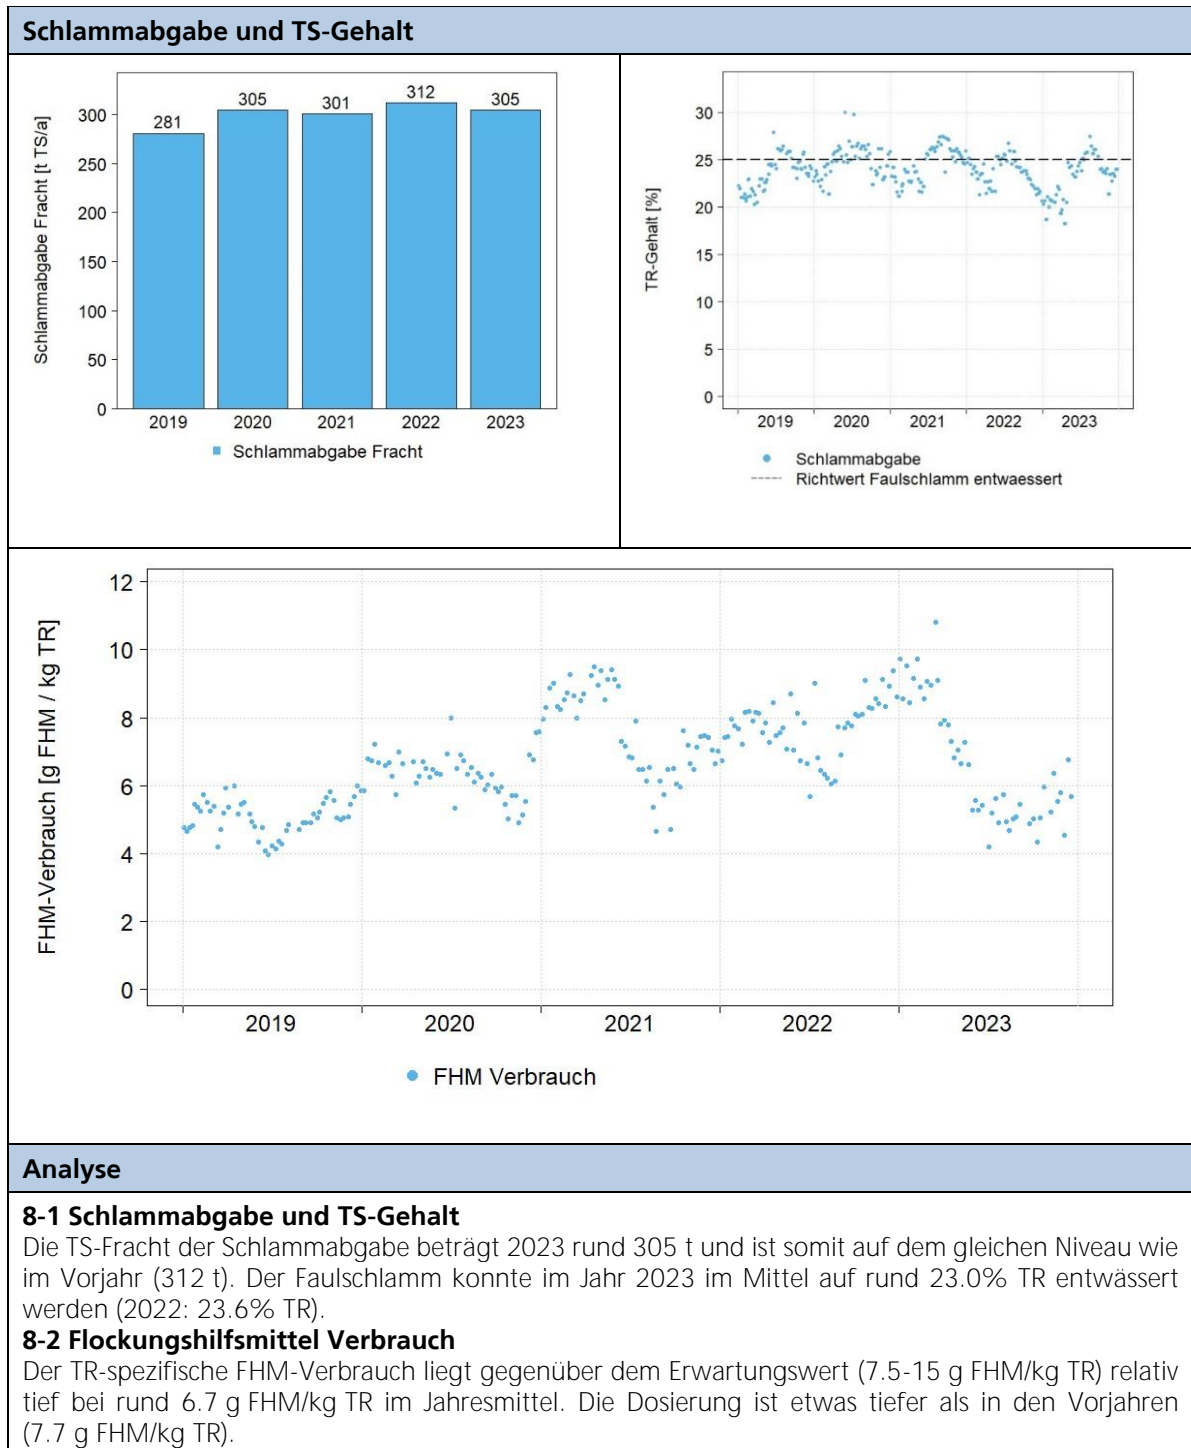 Schlammabgabe und TS-Gehalt
Schlammabgabe Fracht [t TS/a]
300
250
200
150
100
50
0
281
305
301
312
305
2019
2020
2021
2022
2023
Schlammabgabe Fracht
TR-Gehalt [%]
30
25
20
15
10
5
0
2019
2020
2021
2022
2023
Schlammabgabe
Richtwert Faulschlamm entwaessert
FHM-Verbrauch [g FHM / kg TR]
12
10
8
6
4
2
0
2019
2020
2021
2022
2023
FHM Verbrauch
Analyse
8-1 Schlammabgabe und TS-Gehalt
Die TS-Fracht der Schlammabgabe beträgt 2023 rund 305 t und ist somit auf dem gleichen Niveau wie
im Vorjahr (312 t). Der Faulschlamm konnte im Jahr 2023 im Mittel auf rund 23.0% TR entwässert
werden (2022: 23.6% TR).
8-2 Flockungshilfsmittel Verbrauch
Der TR-spezifische FHM-Verbrauch liegt gegenüber dem Erwartungswert (7.5-15 g FHM/kg TR) relativ
tief bei rund 6.7 g FHM/kg TR im Jahresmittel. Die Dosierung ist etwas tiefer als in den Vorjahren
(7.7 g FHM/kg TR).